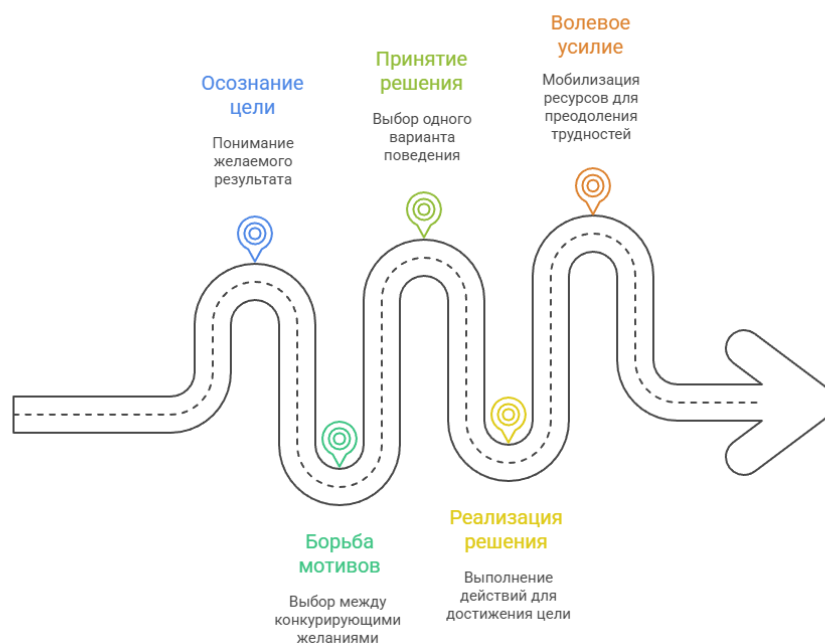 Осознание
цели
Понимание
желаемого
результата
Борьба
мотивов
Выбор между
конкурирующими
желаниями
Принятие
решения
Выбор одного
варианта
поведения
Реализация
решения
Выполнение
действий для
достижения цели
Волевое
усилие
Мобилизация
ресурсов для
преодоления
трудностей